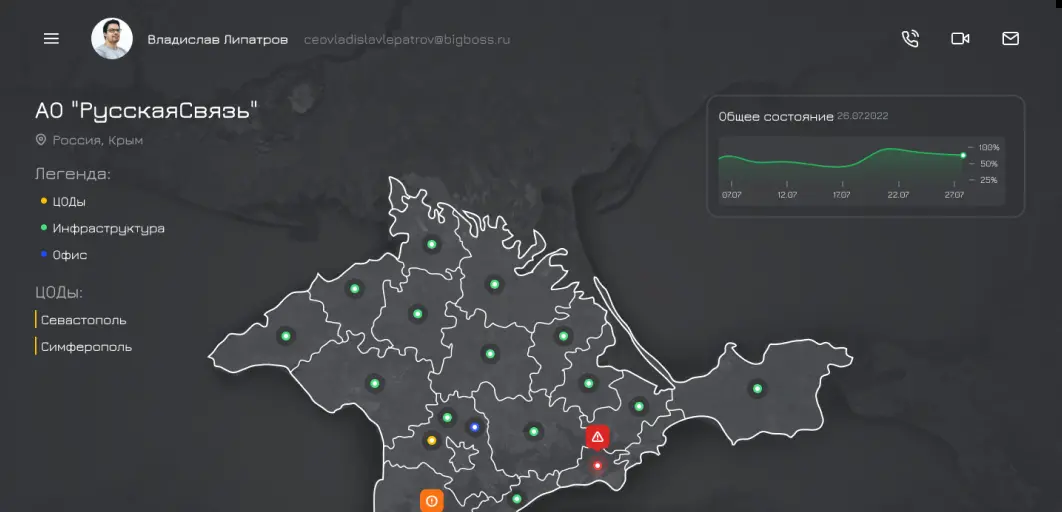 Владислав Липатров ceovladislavlepatrov@bigboss.ru
АО "РусскаяСвязь"
Россия, Крым
Легенда:
ЦОДы
Инфраструктура
Офис
ЦОДы:
Севастополь
Симферополь
Общее состояние 26.07.2022
100%
50%
25%
07.07 12.07 17.07 22.07 27.07